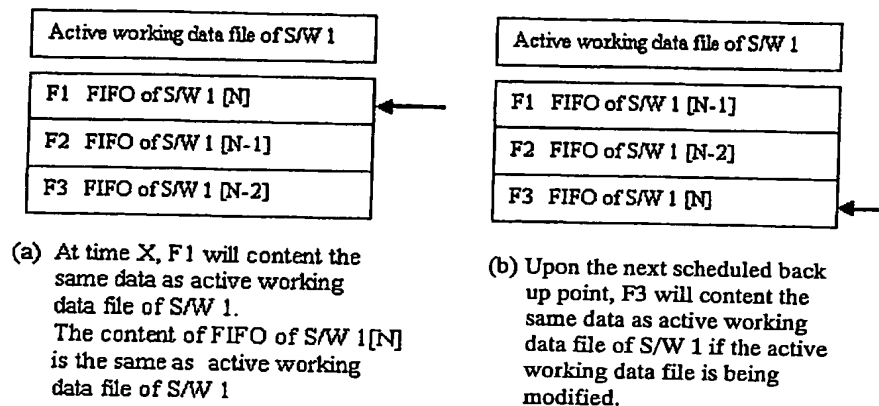 Active working data file of S/W 1
F1 FIFO of S/W 1 [N]
F2 FIFO of S/W 1 [N-1]
F3 FIFO of S/W 1 [N-2]
(a) At time X, F1 will content the
same data as active working
data file of S/W 1.
The content of FIFO of S/W 1[N]
is the same as active working
data file of S/W 1
Active working data file of S/W 1
F1 FIFO of S/W 1 [N-1]
F2 FIFO of S/W 1 [N-2]
F3 FIFO of S/W 1 [N]
(b) Upon the next scheduled back
up point, F3 will content the
same data as active working
data file of S/W 1 if the active
working data file is being
modified.